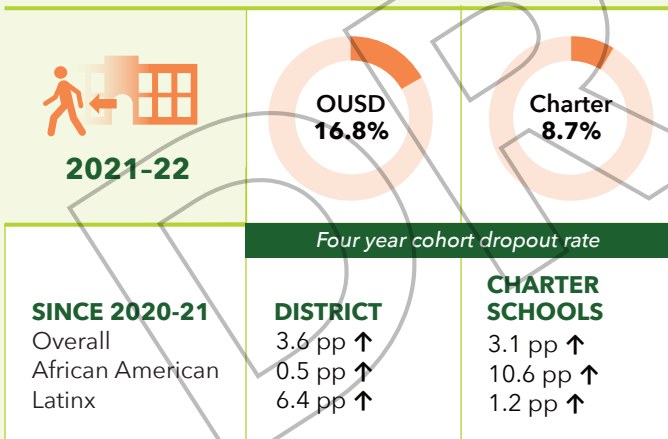 OUSD
16.8%
Charter
8.7%
2021–22
Four year cohort dropout rate
SINCE 2020-21
DISTRICT
CHARTER
SCHOOLS
Overall
3.6 pp ↑
3.1 pp ↑
African American
0.5 pp ↑
10.6 pp ↑
Latinx
6.4 pp ↑
1.2 pp ↑